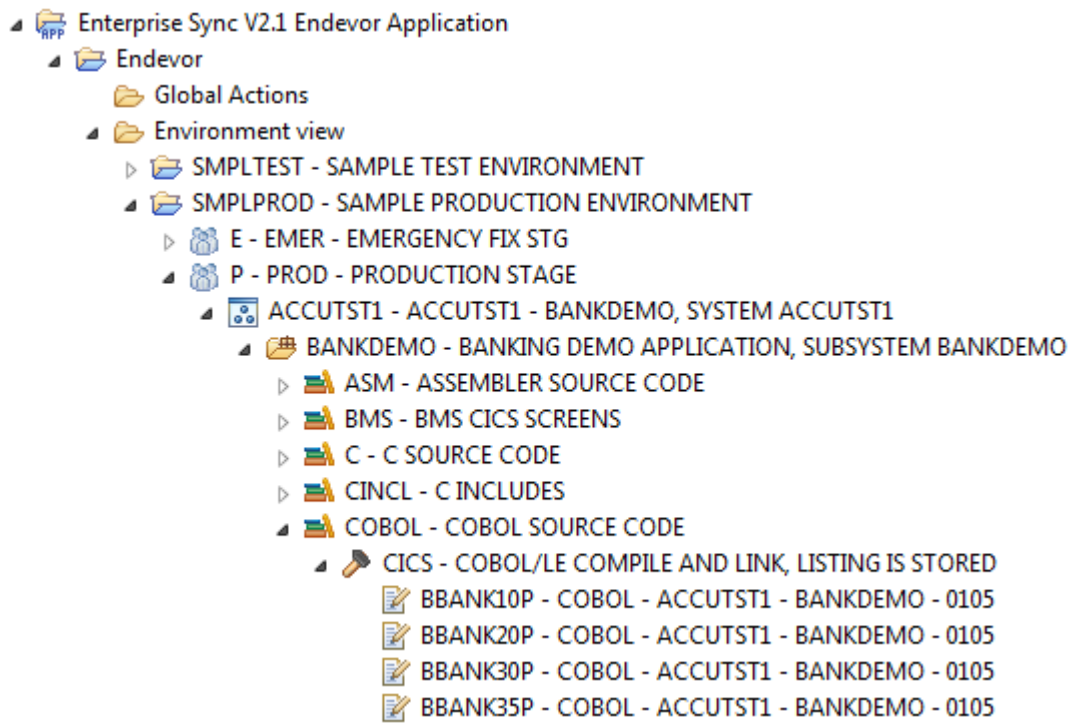 APP Enterprise Sync V2.1 Endevor Application
Endevor
Global Actions
Environment view
SMPLTEST - SAMPLE TEST ENVIRONMENT
SMPLPROD - SAMPLE PRODUCTION ENVIRONMENT
E - EMER - EMERGENCY FIX STG
P - PROD - PRODUCTION STAGE
ACCUTST1 - ACCUTST1 - BANKDEMO, SYSTEM ACCUTST1
BANKDEMO - BANKING DEMO APPLICATION, SUBSYSTEM BANKDEMO
ASM - ASSEMBLER SOURCE CODE
BMS - BMS CICS SCREENS
C - C SOURCE CODE
CINCL - C INCLUDES
COBOL - COBOL SOURCE CODE
CICS - COBOL/LE COMPILE AND LINK, LISTING IS STORED
BBANK10P - COBOL - ACCUTST1 - BANKDEMO - 0105
BBANK20P - COBOL - ACCUTST1 - BANKDEMO - 0105
BBANK30P - COBOL - ACCUTST1 - BANKDEMO - 0105
BBANK35P - COBOL - ACCUTST1 - BANKDEMO - 0105